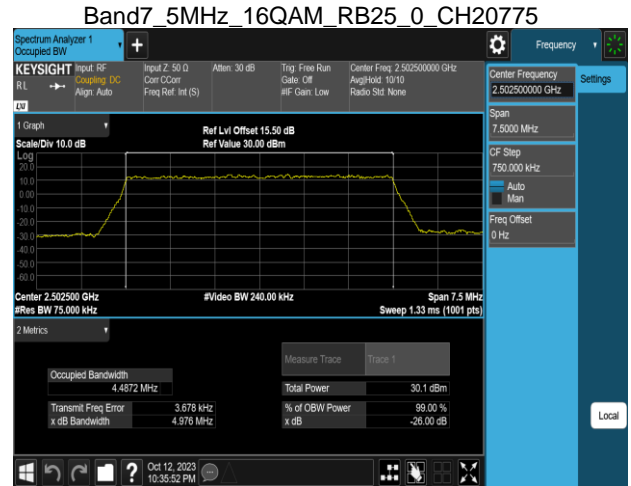 Band7_5MHz_16QAM_RB25_0_CH20775
Spectrum Analyzer 1
Occupied BW
+
Frequency
KEYSIGHT
Input: RF
Coupling: DC
Align: Auto
RL
LXI
Input Z: 50 Ω
Corr CCorr
Freq Ref: Int (S)
Atten: 30 dB
Trig: Free Run
Gate: Off
#IF Gain: Low
Center Freq: 2.502500000 GHz
Avg|Hold: 10/10
Radio Std: None
Center Frequency
2.502500000 GHz
Settings
Span
7.5000 MHz
CF Step
750.000 kHz
Auto
Man
Freq Offset
0 Hz
1 Graph
Scale/Div 10.0 dB
Ref Lvl Offset 15.50 dB
Ref Value 30.00 dBm
Log
20.0
10.0
0.00
-10.0
-20.0
-30.0
-40.0
-50.0
-60.0
Center 2.502500 GHz
#Video BW 240.00 kHz
Span 7.5 MHz
#Res BW 75.000 kHz
Sweep 1.33 ms (1001 pts)
2 Metrics
Measure Trace
Trace 1
Occupied Bandwidth
4.4872 MHz
Total Power
30.1 dBm
Transmit Freq Error
3.678 kHz
% of OBW Power
99.00 %
x dB Bandwidth
4.976 MHz
x dB
-26.00 dB
Local
?
Oct 12, 2023
10:35:52 PM